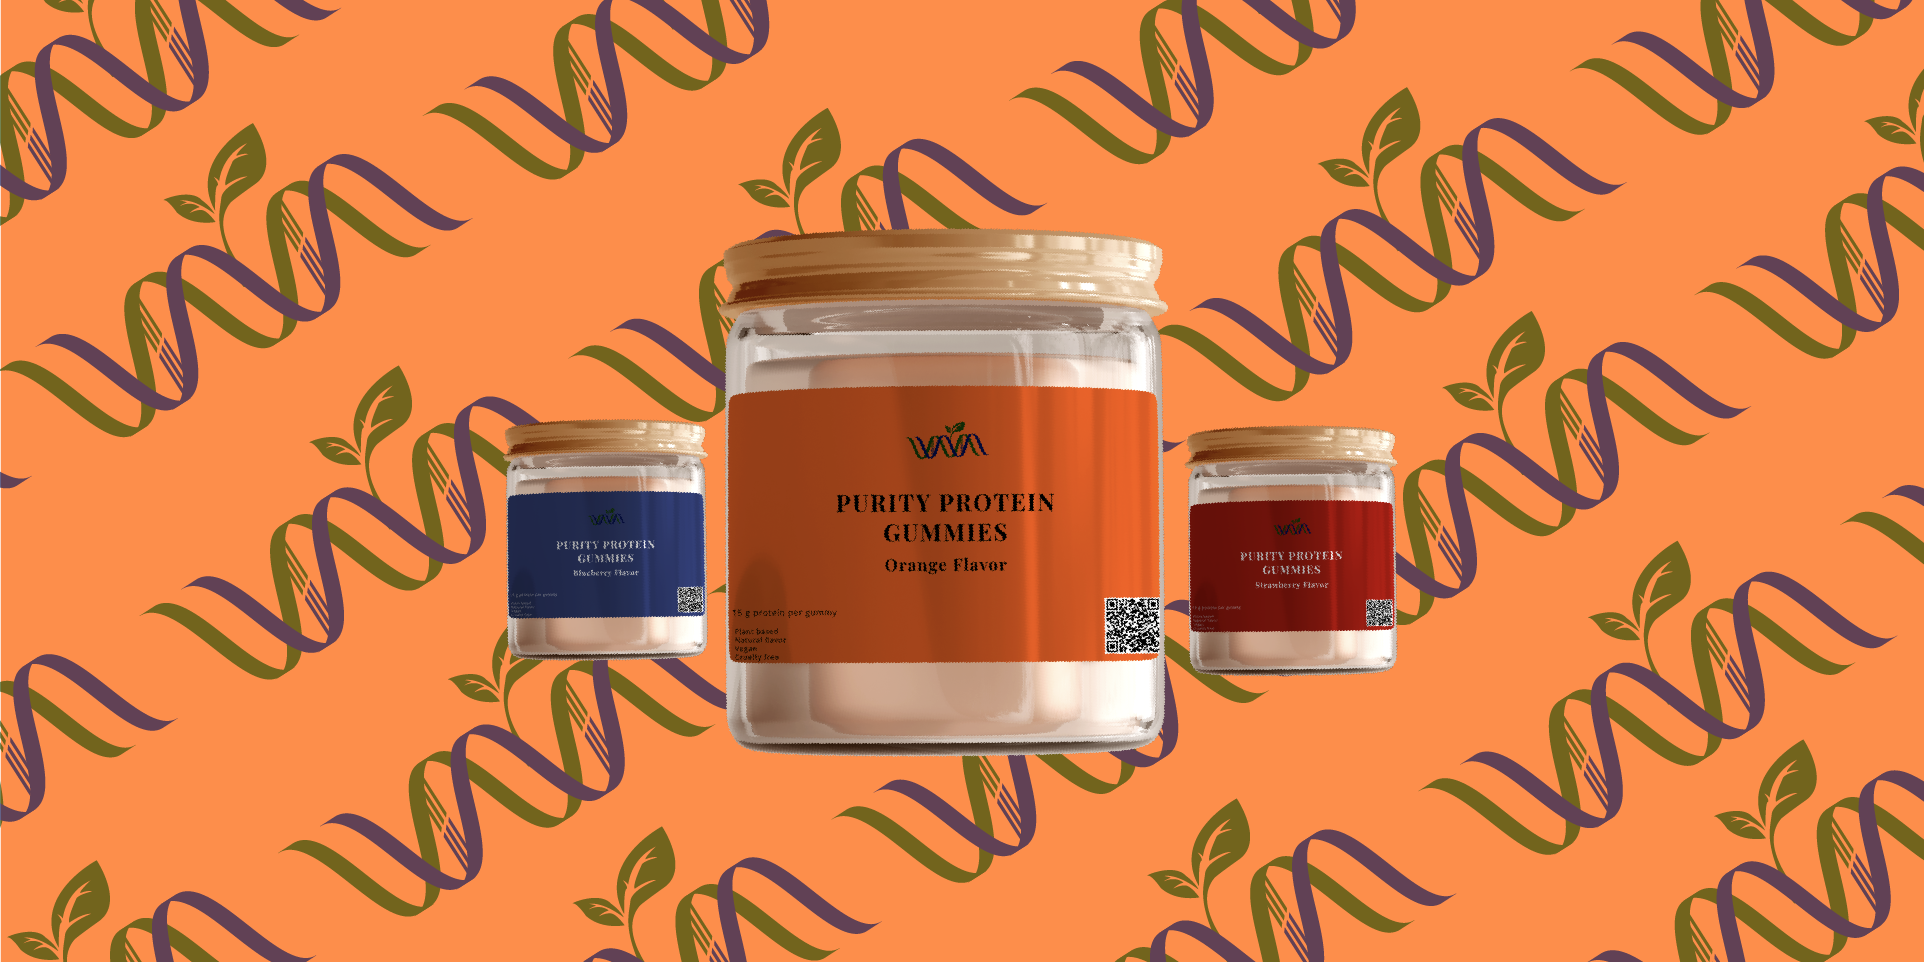 PURITY PROTEIN
GUMMIES
Blueberry Flavor
PURITY PROTEIN
GUMMIES
Orange Flavor
15 g protein per gummy
Plant based
Natural flavor
Vegan
Cruelty free
PURITY PROTEIN
GUMMIES
Strawberry Flavor